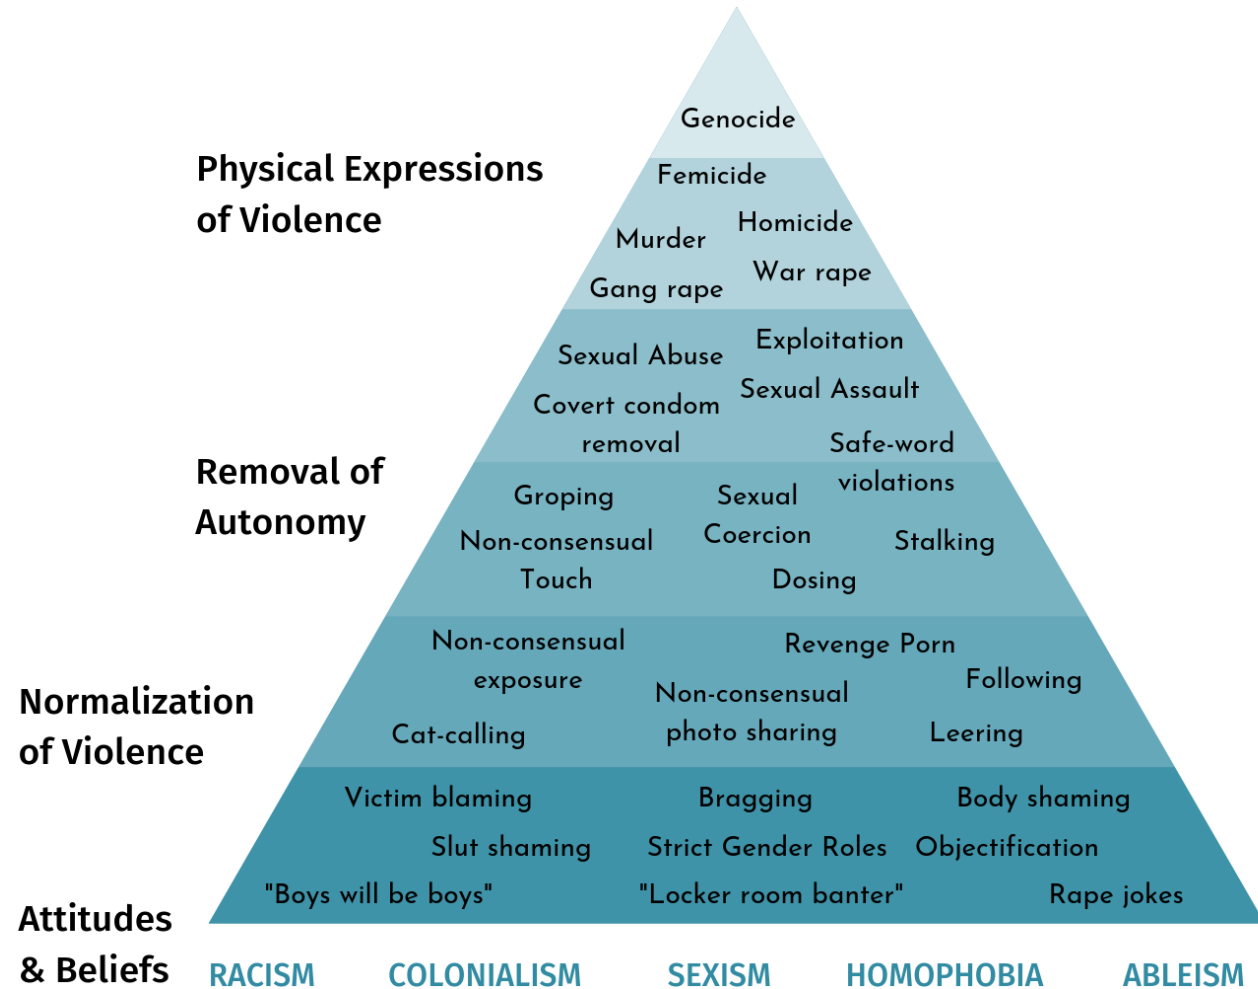 Genocide
Physical Expressions
of Violence
Femicide
Homicide
Murder
War rape
Gang rape
Exploitation
Sexual Abuse
Sexual Assault
Covert condom
removal
Safe-word
violations
Removal of
Autonomy
Groping
Sexual
Coercion
Non-consensual
Touch
Stalking
Dosing
Non-consensual
exposure
Revenge Porn
Following
Normalization
of Violence
Non-consensual
photo sharing
Cat-calling
Leering
Victim blaming
Bragging
Body shaming
Slut shaming
Strict Gender Roles
Objectification
"Boys will be boys"
"Locker room banter"
Rape jokes
Attitudes
& Beliefs
RACISM
COLONIALISM
SEXISM
HOMOPHOBIA
ABLEISM